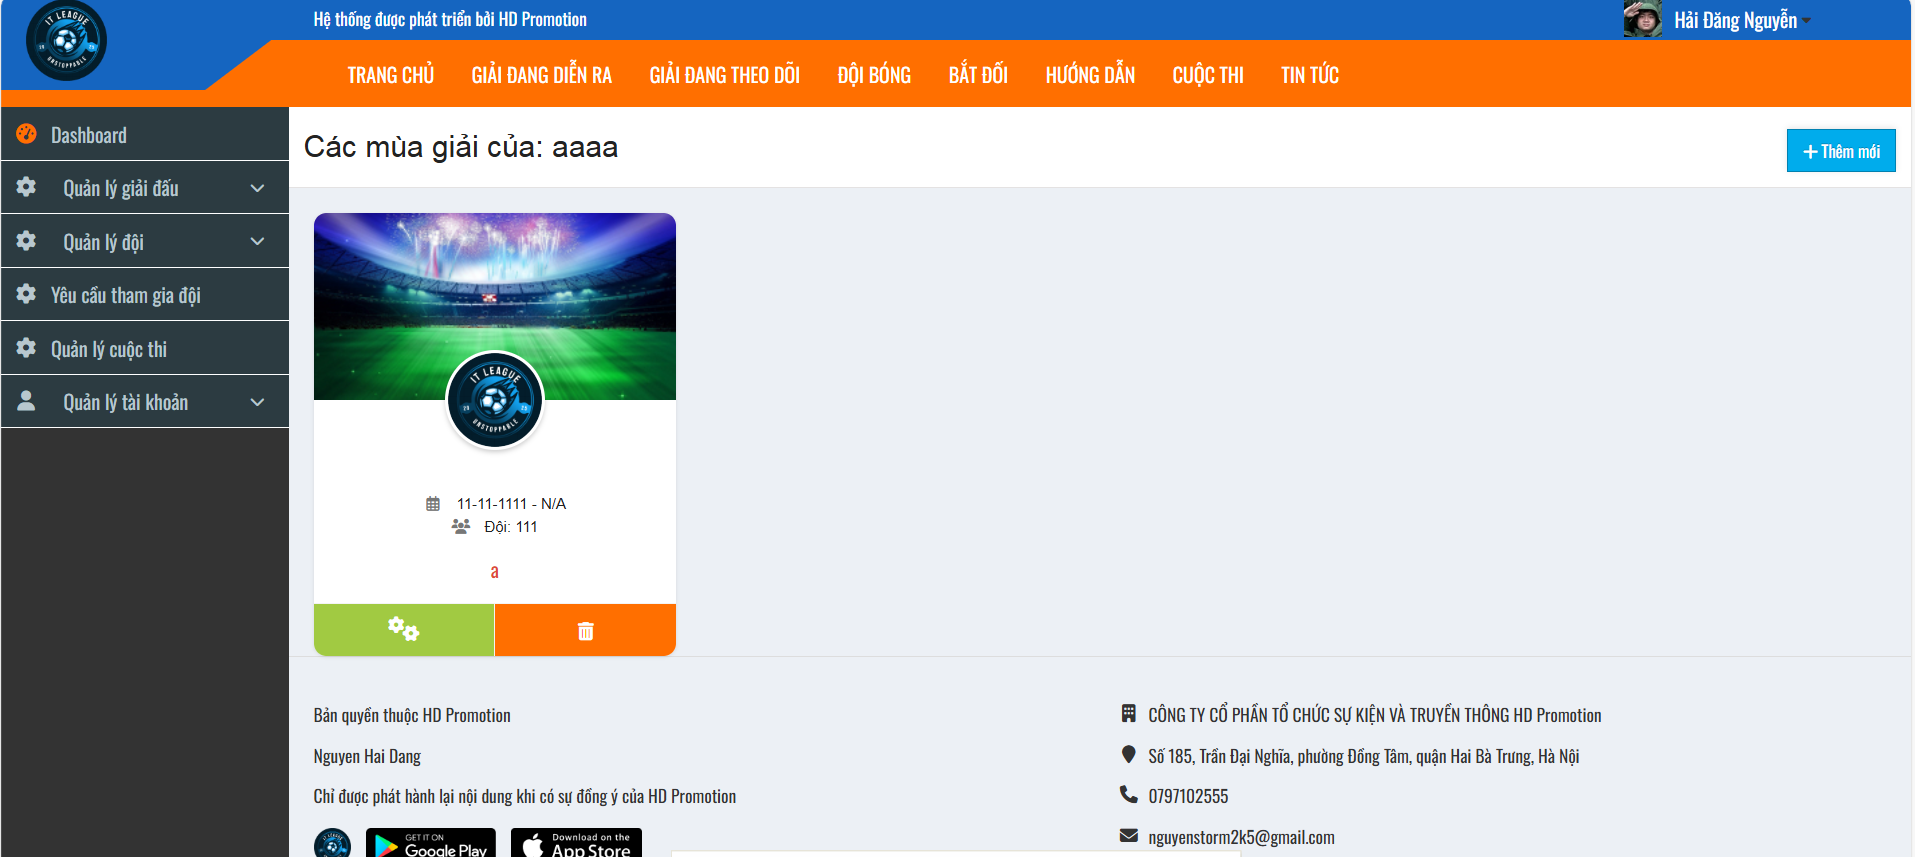 IT LEAGUE
UNSTOPPABLE
Hệ thống được phát triển bởi HD Promotion
Hải Đăng Nguyễn
TRANG CHỦ GIẢI ĐANG DIỄN RA GIẢI ĐANG THEO DÕI ĐỘI BÓNG BẮT ĐỐI HƯỚNG DẪN CUỘC THI TIN TỨC
Dashboard
Quản lý giải đấu
Quản lý đội
Yêu cầu tham gia đội
Quản lý cuộc thi
Quản lý tài khoản
Các mùa giải của: aaaa
Thêm mới
IT LEAGUE
20 25
UNSTOPPABLE
11-11-1111 - N/A
Đội: 111
a
Bản quyền thuộc HD Promotion
Nguyen Hai Dang
Chỉ được phát hành lại nội dung khi có sự đồng ý của HD Promotion
GET IT ON
Google Play
Download on the
App Store
CÔNG TY CỔ PHẦN TỔ CHỨC SỰ KIỆN VÀ TRUYỀN THÔNG HD Promotion
Số 185, Trần Đại Nghĩa, phường Đồng Tâm, quận Hai Bà Trưng, Hà Nội
0797102555
nguyenstorm2k5@gmail.com